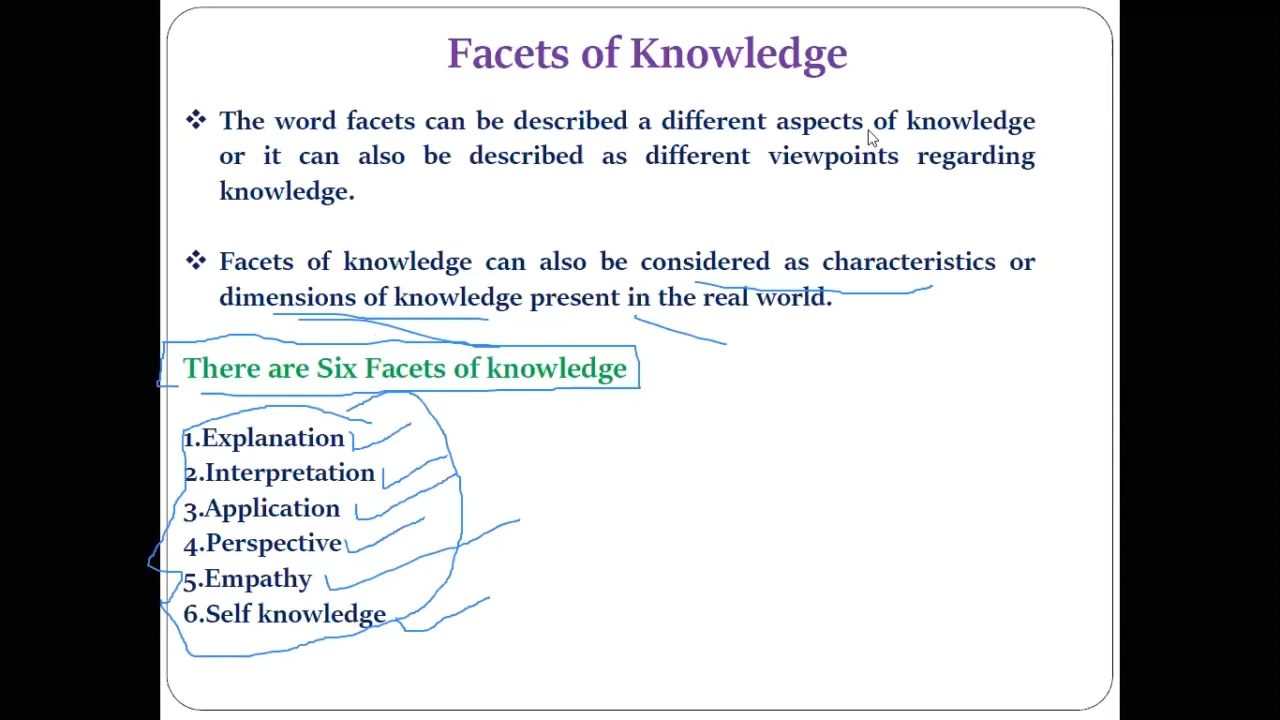 Facets of Knowledge
❖ The word facets can be described a different aspects of knowledge
or it can also be described as different viewpoints regarding
knowledge.
❖ Facets of knowledge can also be considered as characteristics or
dimensions of knowledge present in the real world.
There are Six Facets of knowledge
1.Explanation
2.Interpretation
3.Application
4.Perspective
5.Empathy
6.Self knowledge